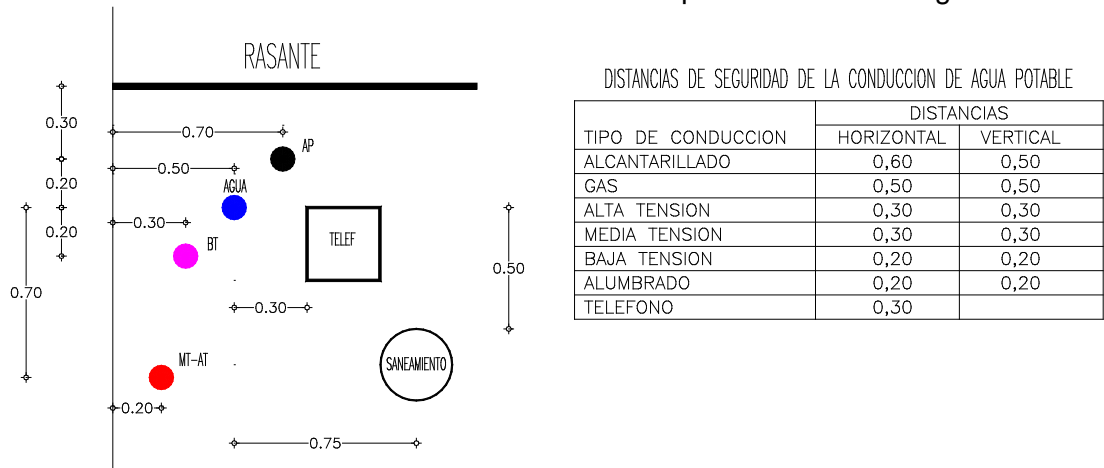 RASANTE
0.30
0.70
AP
0.50
0.20
AGUA
0.30
0.20
BT
TELEF
0.50
0.70
0.30
MT-AT
SANEAMIENTO
0.20
0.75
DISTANCIAS DE SEGURIDAD DE LA CONDUCCION DE AGUA POTABLE
DISTANCIAS
TIPO DE CONDUCCION HORIZONTAL VERTICAL
ALCANTARILLADO 0,60 0,50
GAS 0,50 0,50
ALTA TENSION 0,30 0,30
MEDIA TENSION 0,30 0,30
BAJA TENSION 0,20 0,20
ALUMBRADO 0,20 0,20
TELEFONO 0,30